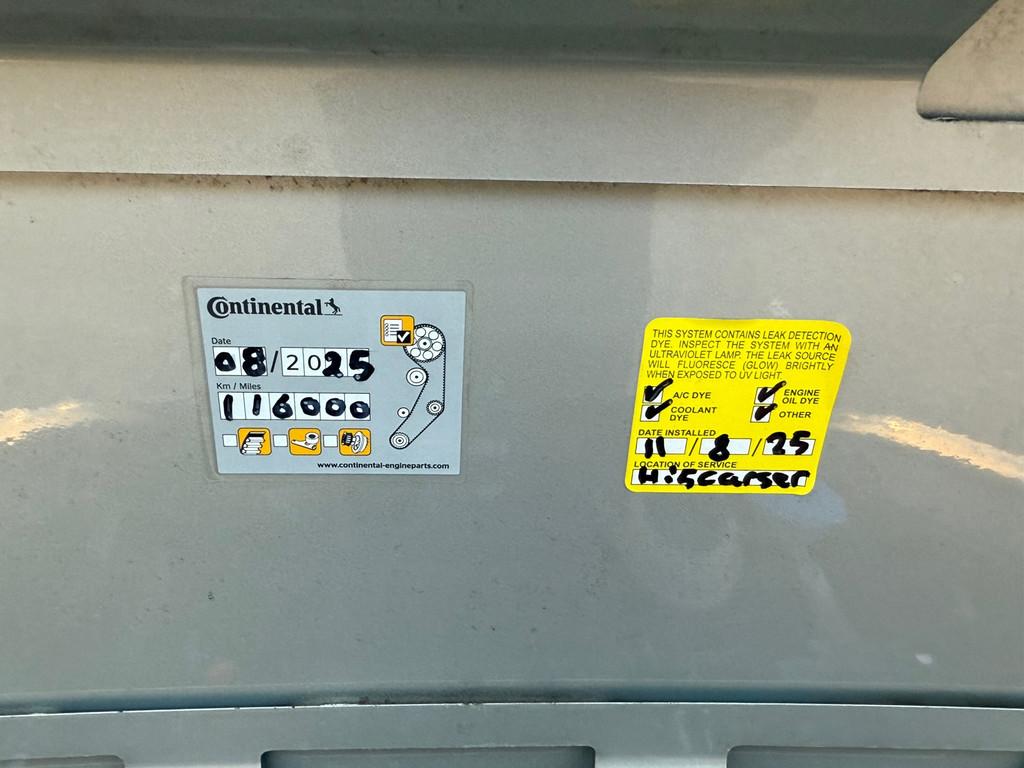 Continental
Date
08/2025
Km / Miles
116000
www.continental-engineparts.com
THIS SYSTEM CONTAINS LEAK DETECTION
DYE. INSPECT THE SYSTEM WITH AN
ULTRAVIOLET LAMP. THE LEAK SOURCE
WILL FLUORESCE (GLOW) BRIGHTLY
WHEN EXPOSED TO UV LIGHT.
A/C DYE
ENGINE
OIL DYE
COOLANT
DYE
OTHER
DATE INSTALLED
11/8/25
LOCATION OF SERVICE